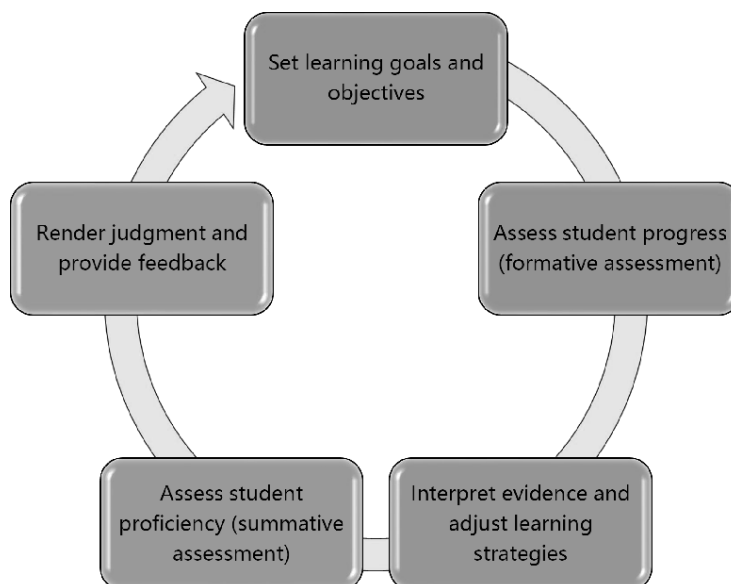 Set learning goals and
objectives
Assess student progress
(formative assessment)
Interpret evidence and
adjust learning
strategies
Assess student
proficiency (summative
assessment)
Render judgment and
provide feedback